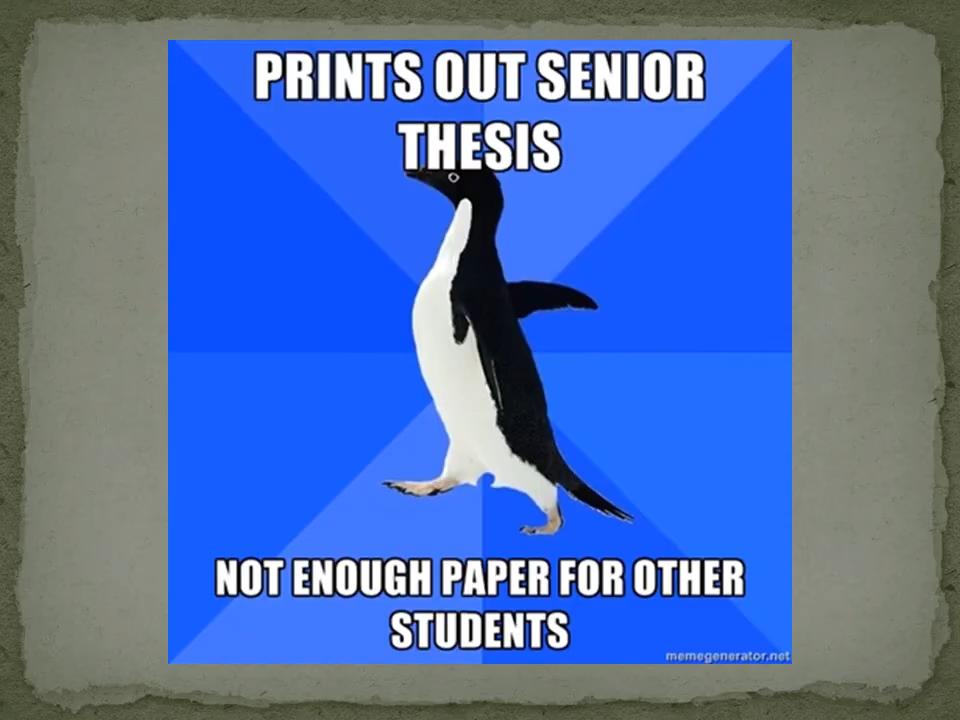 PRINTS OUT SENIOR
THESIS
NOT ENOUGH PAPER FOR OTHER
STUDENTS
memegenerator.net